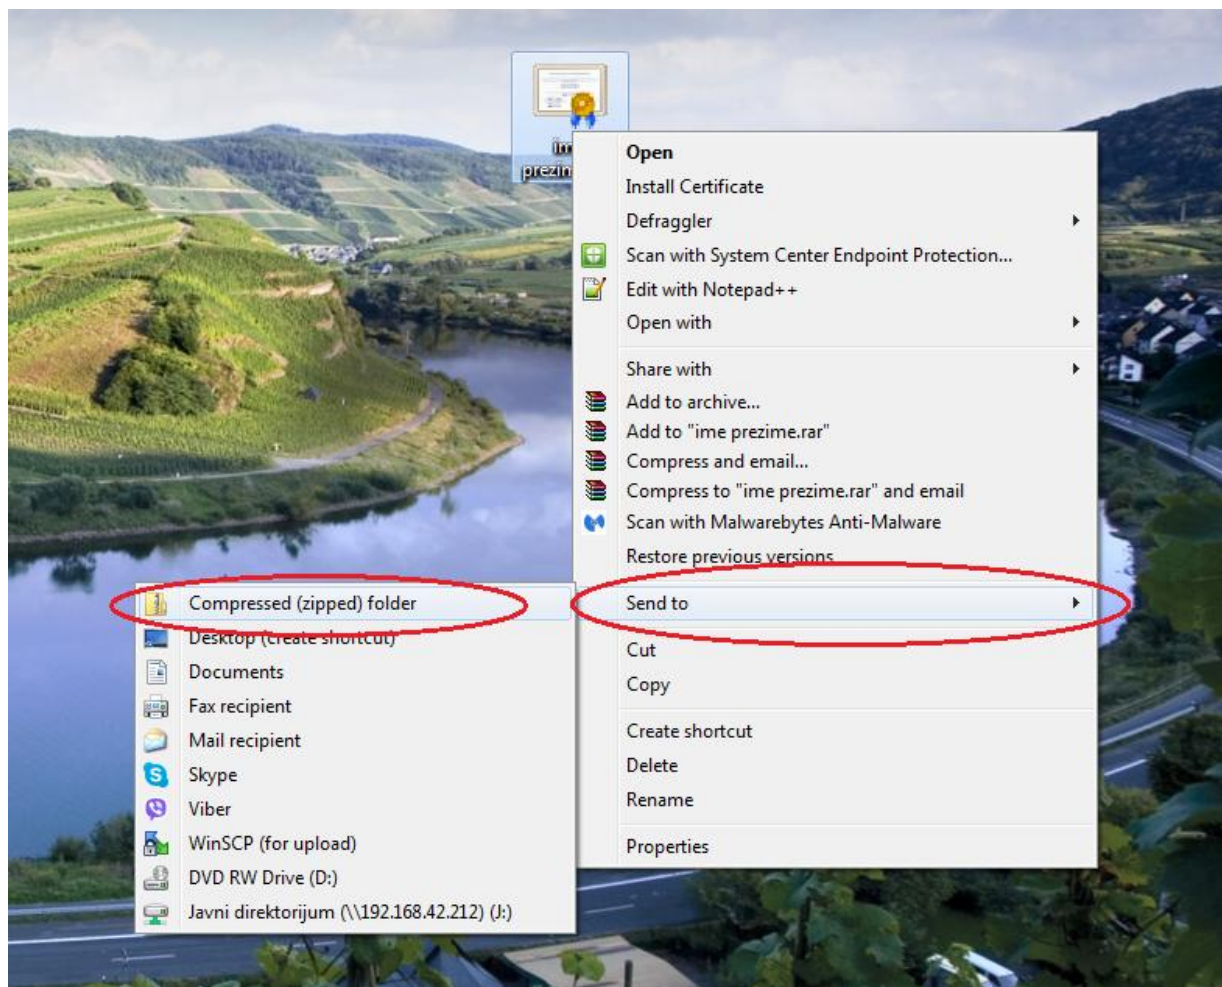 im
prezim
Open
Install Certificate
Defraggler
Scan with System Center Endpoint Protection...
Edit with Notepad++
Open with
Share with
Add to archive...
Add to "ime prezime.rar"
Compress and email...
Compress to "ime prezime.rar" and email
Scan with Malwarebytes Anti-Malware
Restore previous versions
Send to
Cut
Copy
Create shortcut
Delete
Rename
Properties
Compressed (zipped) folder
Desktop (create shortcut)
Documents
Fax recipient
Mail recipient
Skype
Viber
WinSCP (for upload)
DVD RW Drive (D:)
Javni direktorijum (\\192.168.42.212) (J:)